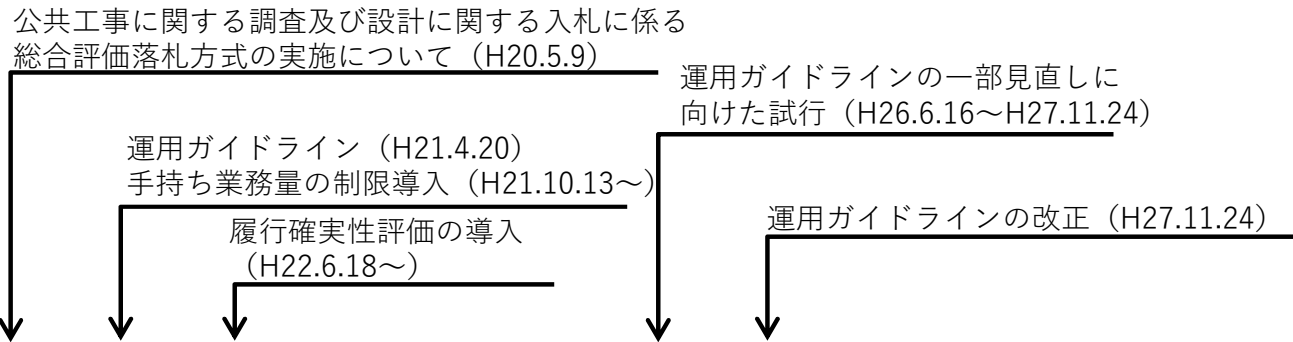 公共工事に関する調査及び設計に関する入札に係る
総合評価落札方式の実施について（H20.5.9）
運用ガイドラインの一部見直しに
向けた試行（H26.6.16～H27.11.24）
運用ガイドライン（H21.4.20）
手持ち業務量の制限導入（H21.10.13～）
履行確実性評価の導入
（H22.6.18～）
運用ガイドラインの改正（H27.11.24）